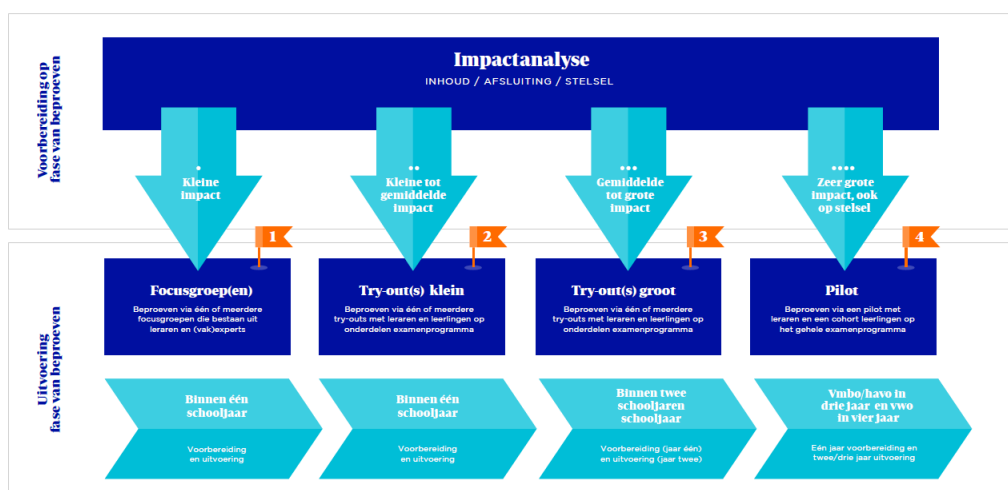 Voorbereiding op
fase van beproeven
Impactanalyse
INHOUD / AFSLUITING / STELSEL
Kleine
impact
Kleine tot
gemiddelde
impact
Gemiddelde
tot grote
impact
Zeer grote
impact, ook
op stelsel
Uitvoering
fase van beproeven
1
Focusgroep(en)
Beproeven via één of meerdere
focusgroepen die bestaan uit
leraren en (vak)experts
2
Try-out(s) klein
Beproeven via één of meerdere
try-outs met leraren en leerlingen op
onderdelen examenprogramma
3
Try-out(s) groot
Beproeven via één of meerdere
try-outs met leraren en leerlingen op
onderdelen examenprogramma
4
Pilot
Beproeven via een pilot met
leraren en een cohort leerlingen op
het gehele examenprogramma
Binnen één
schooljaar
Voorbereiding
en uitvoering
Binnen één
schooljaar
Voorbereiding
en uitvoering
Binnen twee
schooljaren
schooljaar
Voorbereiding (jaar één)
en uitvoering (jaar twee)
Vmbo/havo in
drie jaar en vwo
in vier jaar
Eén jaar voorbereiding en
twee/drie jaar uitvoering